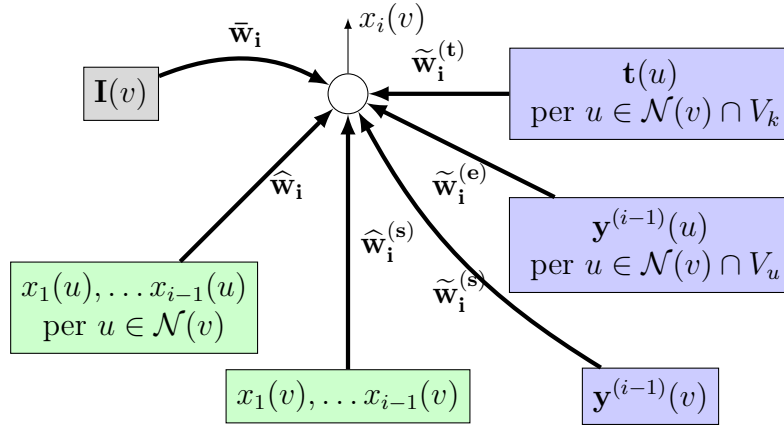 x_i(v)
w̄_i
w̃_i^(t)
I(v)
t(u)
per u ∈ 𝒩(v) ∩ V_k
ŵ_i
w̃_i^(e)
ŵ_i^(s)
y^(i−1)(u)
per u ∈ 𝒩(v) ∩ V_u
w̃_i^(s)
x_1(u), … x_{i−1}(u)
per u ∈ 𝒩(v)
x_1(v), … x_{i−1}(v)
y^(i−1)(v)